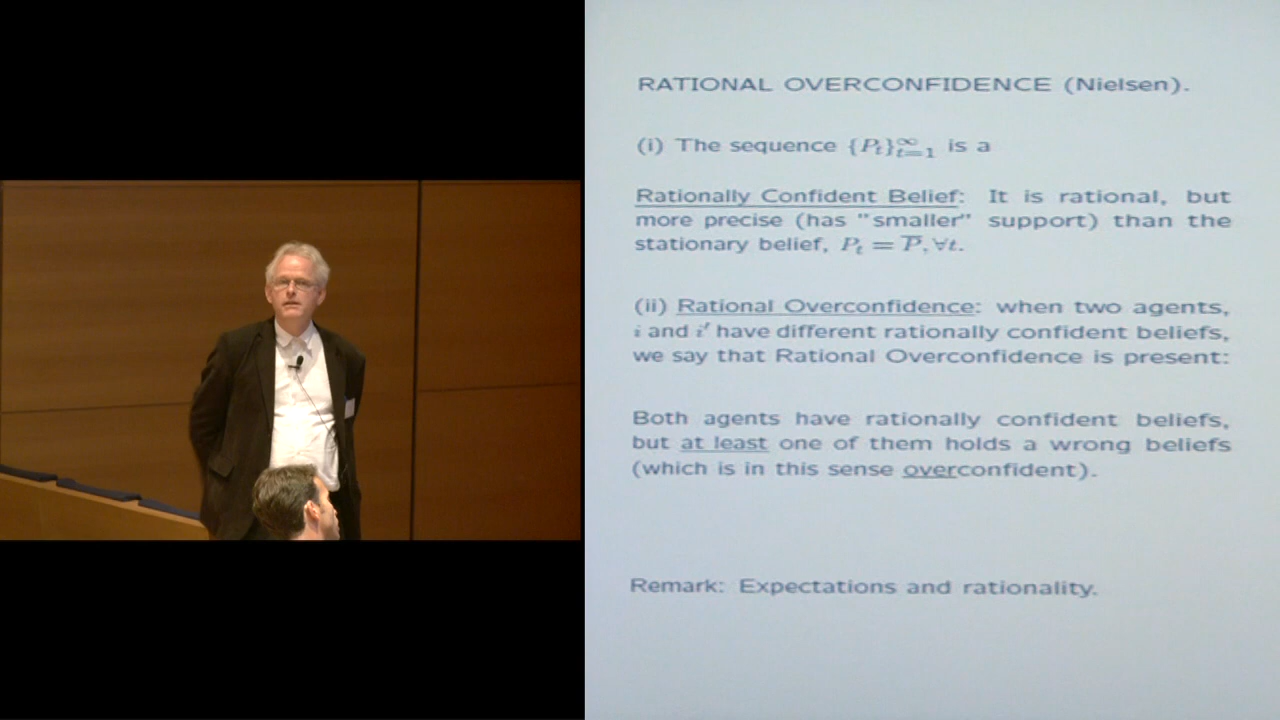 RATIONAL OVERCONFIDENCE (Nielsen).
(i) The sequence {P_t}_{t=1}^∞ is a
Rationally Confident Belief: It is rational, but
more precise (has "smaller" support) than the
stationary belief, P_t = P̅, ∀t.
(ii) Rational Overconfidence: when two agents,
i and i′ have different rationally confident beliefs,
we say that Rational Overconfidence is present:
Both agents have rationally confident beliefs,
but at least one of them holds a wrong beliefs
(which is in this sense overconfident).
Remark: Expectations and rationality.